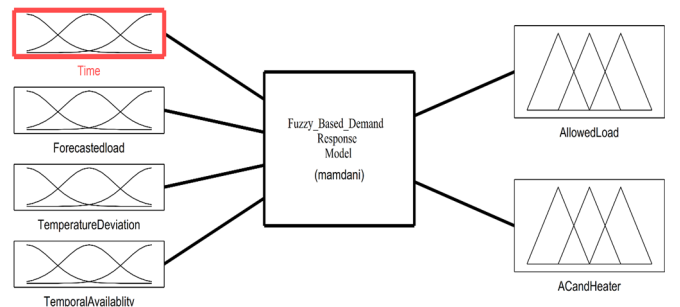 Time
Forecastedload
TemperatureDeviation
TemporalAvailablity
Fuzzy_Based_Demand
Response
Model
(mamdani)
AllowedLoad
ACandHeater